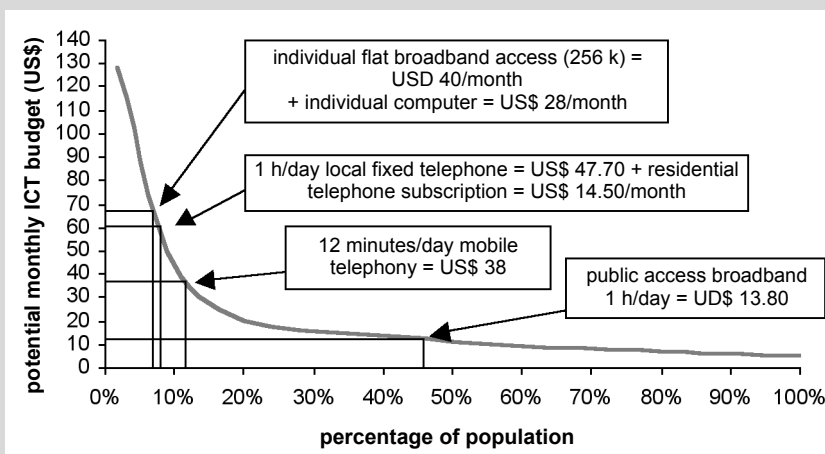 potential monthly ICT budget (US$)
140
130
120
110
100
90
80
70
60
50
40
30
20
10
0
individual flat broadband access (256 k) =
USD 40/month
+ individual computer = US$ 28/month
1 h/day local fixed telephone = US$ 47.70 + residential
telephone subscription = US$ 14.50/month
12 minutes/day mobile
telephony = US$ 38
public access broadband
1 h/day = UD$ 13.80
0% 10% 20% 30% 40% 50% 60% 70% 80% 90% 100%
percentage of population